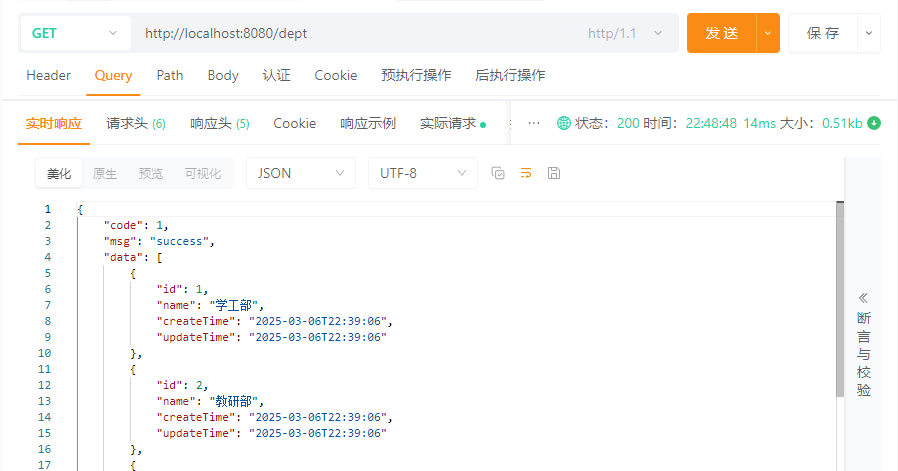 GET http://localhost:8080/dept http/1.1 发送 保存
Header Query Path Body 认证 Cookie 预执行操作 后执行操作
实时响应 请求头 (6) 响应头 (5) Cookie 响应示例 实际请求 ··· 状态: 200 时间: 22:48:48 14ms 大小: 0.51kb
美化 原生 预览 可视化 JSON UTF-8
1 {
2 "code": 1,
3 "msg": "success",
4 "data": [
5 {
6 "id": 1,
7 "name": "学工部",
8 "createTime": "2025-03-06T22:39:06",
9 "updateTime": "2025-03-06T22:39:06"
10 },
11 {
12 "id": 2,
13 "name": "教研部",
14 "createTime": "2025-03-06T22:39:06",
15 "updateTime": "2025-03-06T22:39:06"
16 },
17 {
断言与校验